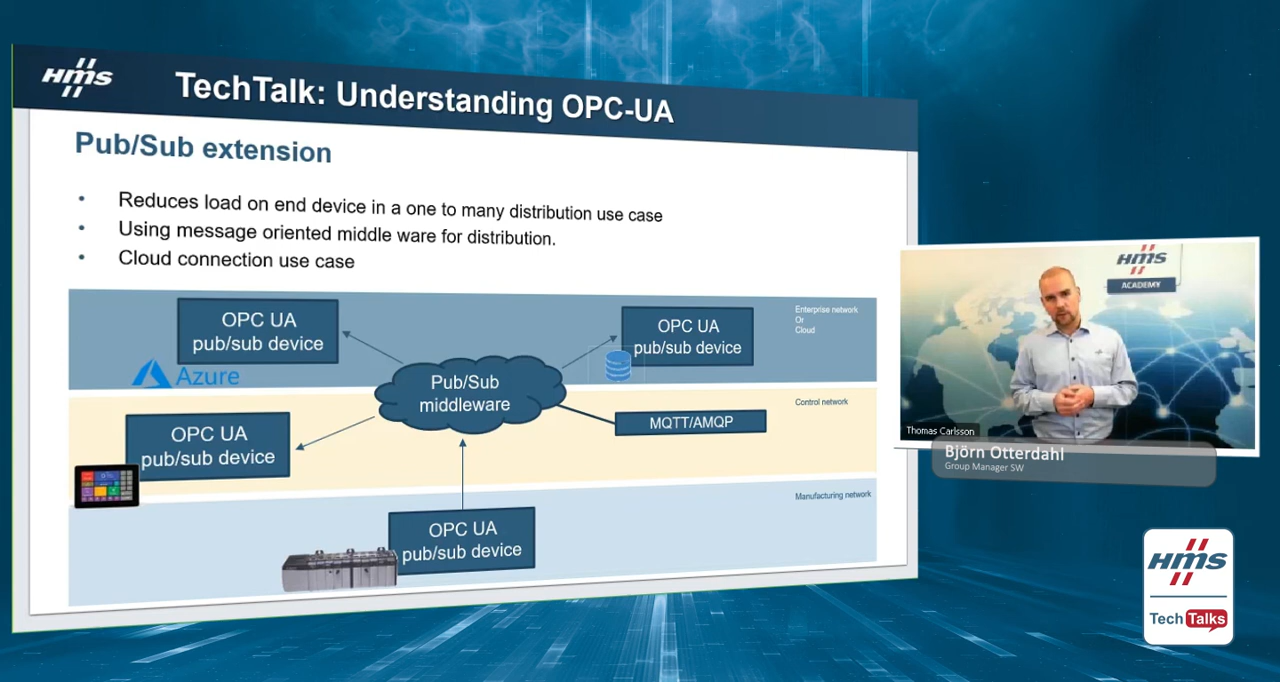 HMS
TechTalk: Understanding OPC-UA
Pub/Sub extension
• Reduces load on end device in a one to many distribution use case
• Using message oriented middle ware for distribution.
• Cloud connection use case
OPC UA
pub/sub device
OPC UA
pub/sub device
Enterprise network
Or
Cloud
Azure
Pub/Sub
middleware
Control network
OPC UA
pub/sub device
MQTT/AMQP
Manufacturing network
OPC UA
pub/sub device
HMS
ACADEMY
Thomas Carlsson
Björn Otterdahl
Group Manager SW
HMS
Tech Talks